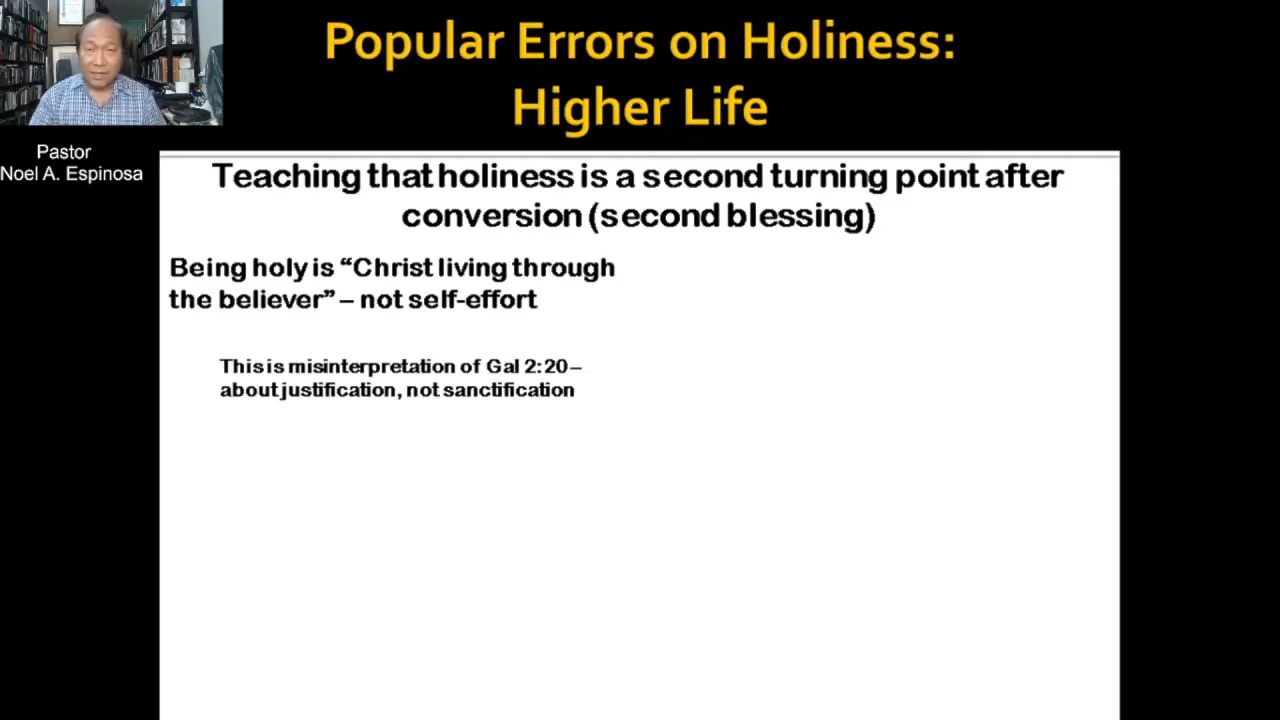 Popular Errors on Holiness:
Higher Life
Pastor
Noel A. Espinosa
Teaching that holiness is a second turning point after
conversion (second blessing)
Being holy is “Christ living through
the believer” – not self-effort
This is misinterpretation of Gal 2:20 –
about justification, not sanctification